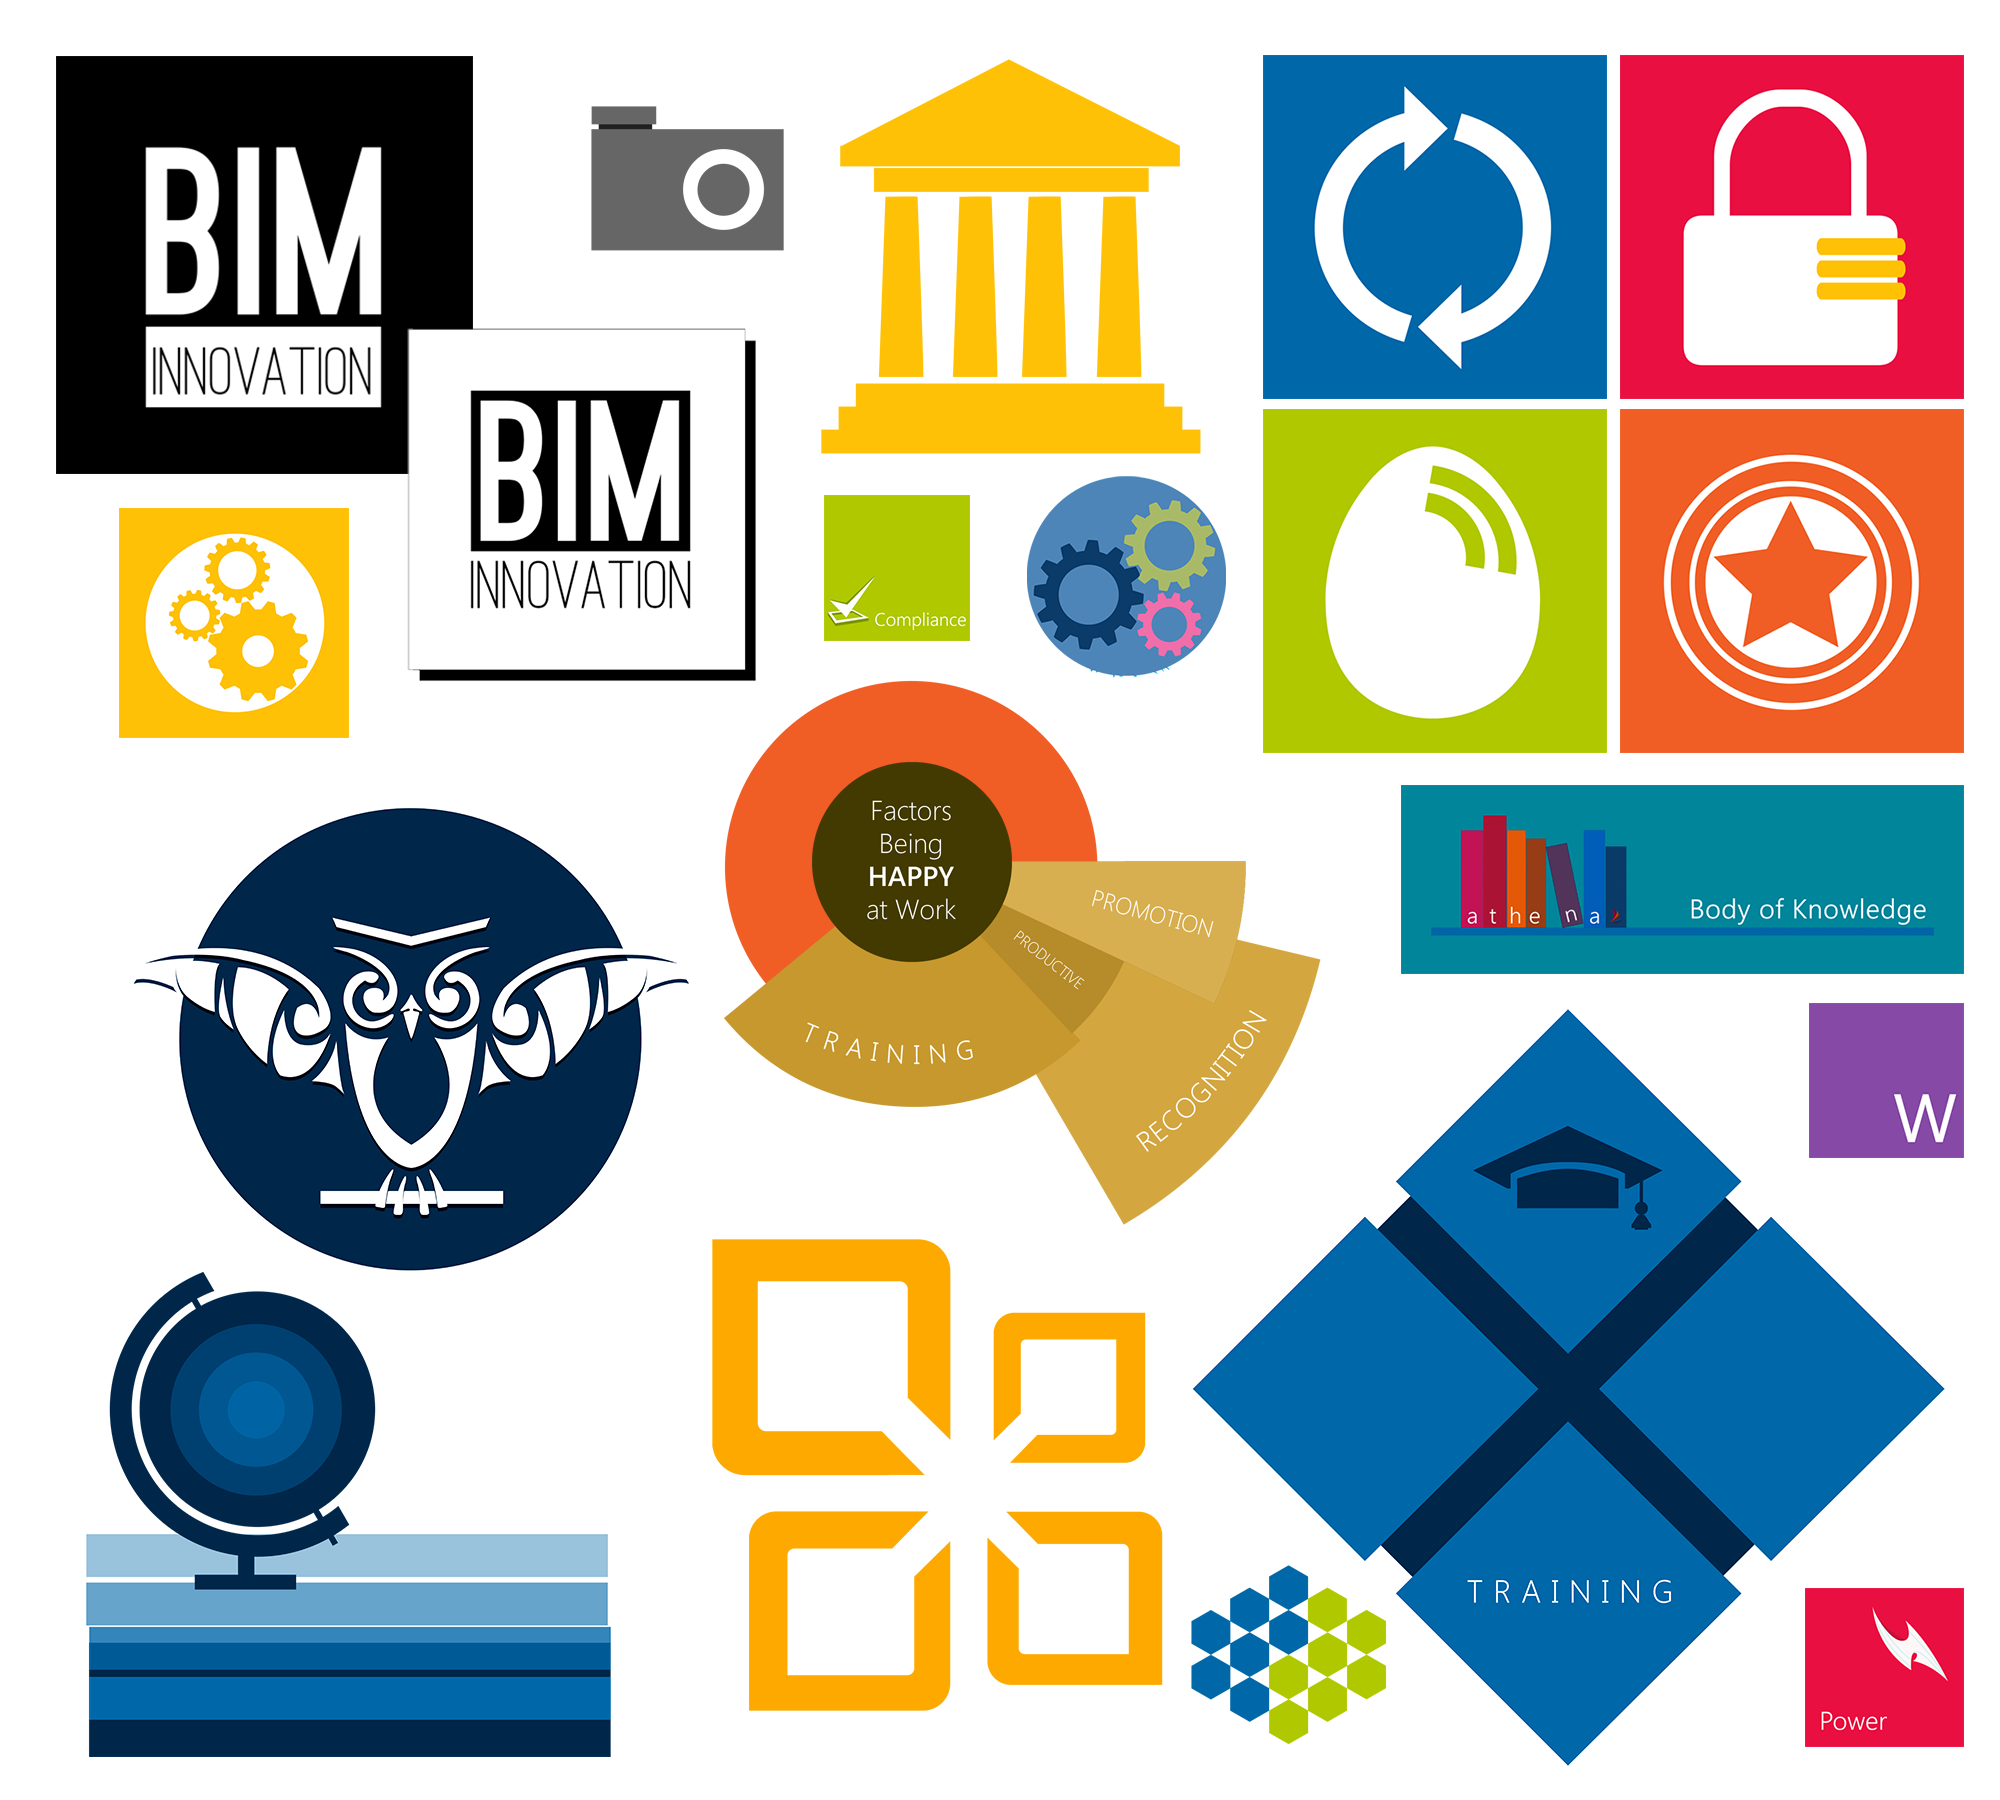 BIM
INNOVATION
BIM
INNOVATION
Compliance
Factors
Being
HAPPY
at Work
PROMOTION
PRODUCTIVE
TRAINING
RECOGNITION
athena
Body of Knowledge
W
TRAINING
Power